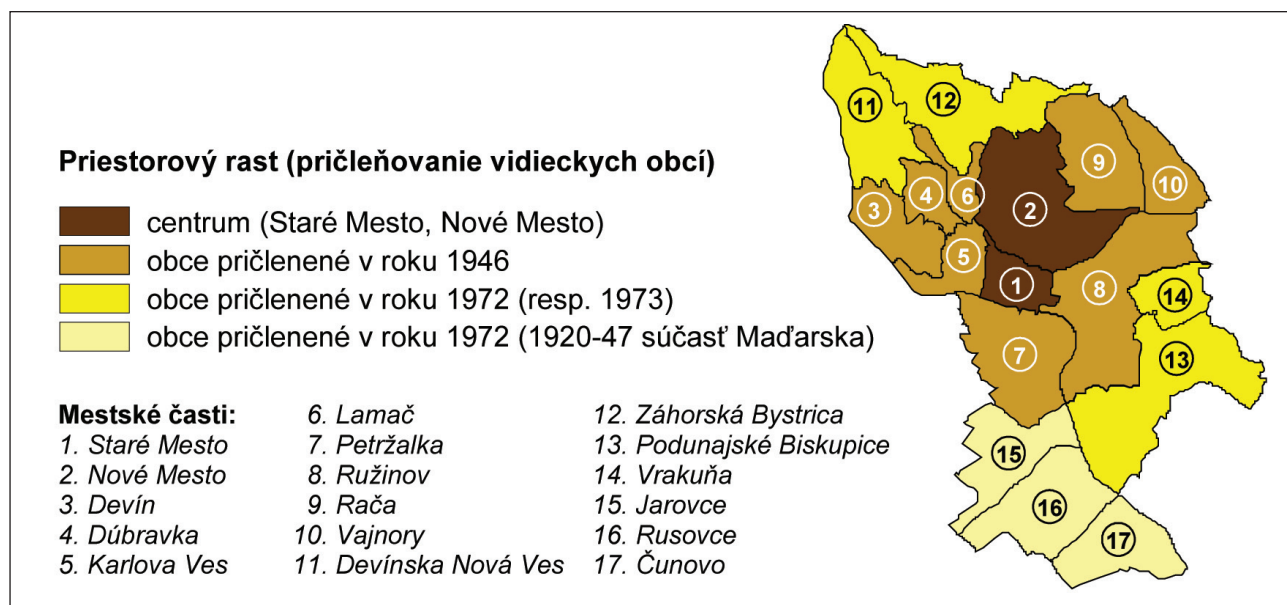 Priestorový rast (pričleňovanie vidieckych obcí)
centrum (Staré Mesto, Nové Mesto)
obce pričlenené v roku 1946
obce pričlenené v roku 1972 (resp. 1973)
obce pričlenené v roku 1972 (1920-47 súčasť Maďarska)
Mestské časti:
1. Staré Mesto
2. Nové Mesto
3. Devín
4. Dúbravka
5. Karlova Ves
6. Lamač
7. Petržalka
8. Ružinov
9. Rača
10. Vajnory
11. Devínska Nová Ves
12. Záhorská Bystrica
13. Podunajské Biskupice
14. Vrakuňa
15. Jarovce
16. Rusovce
17. Čunovo
11
12
9
10
4
6
3
2
5
1
8
14
7
13
15
16
17